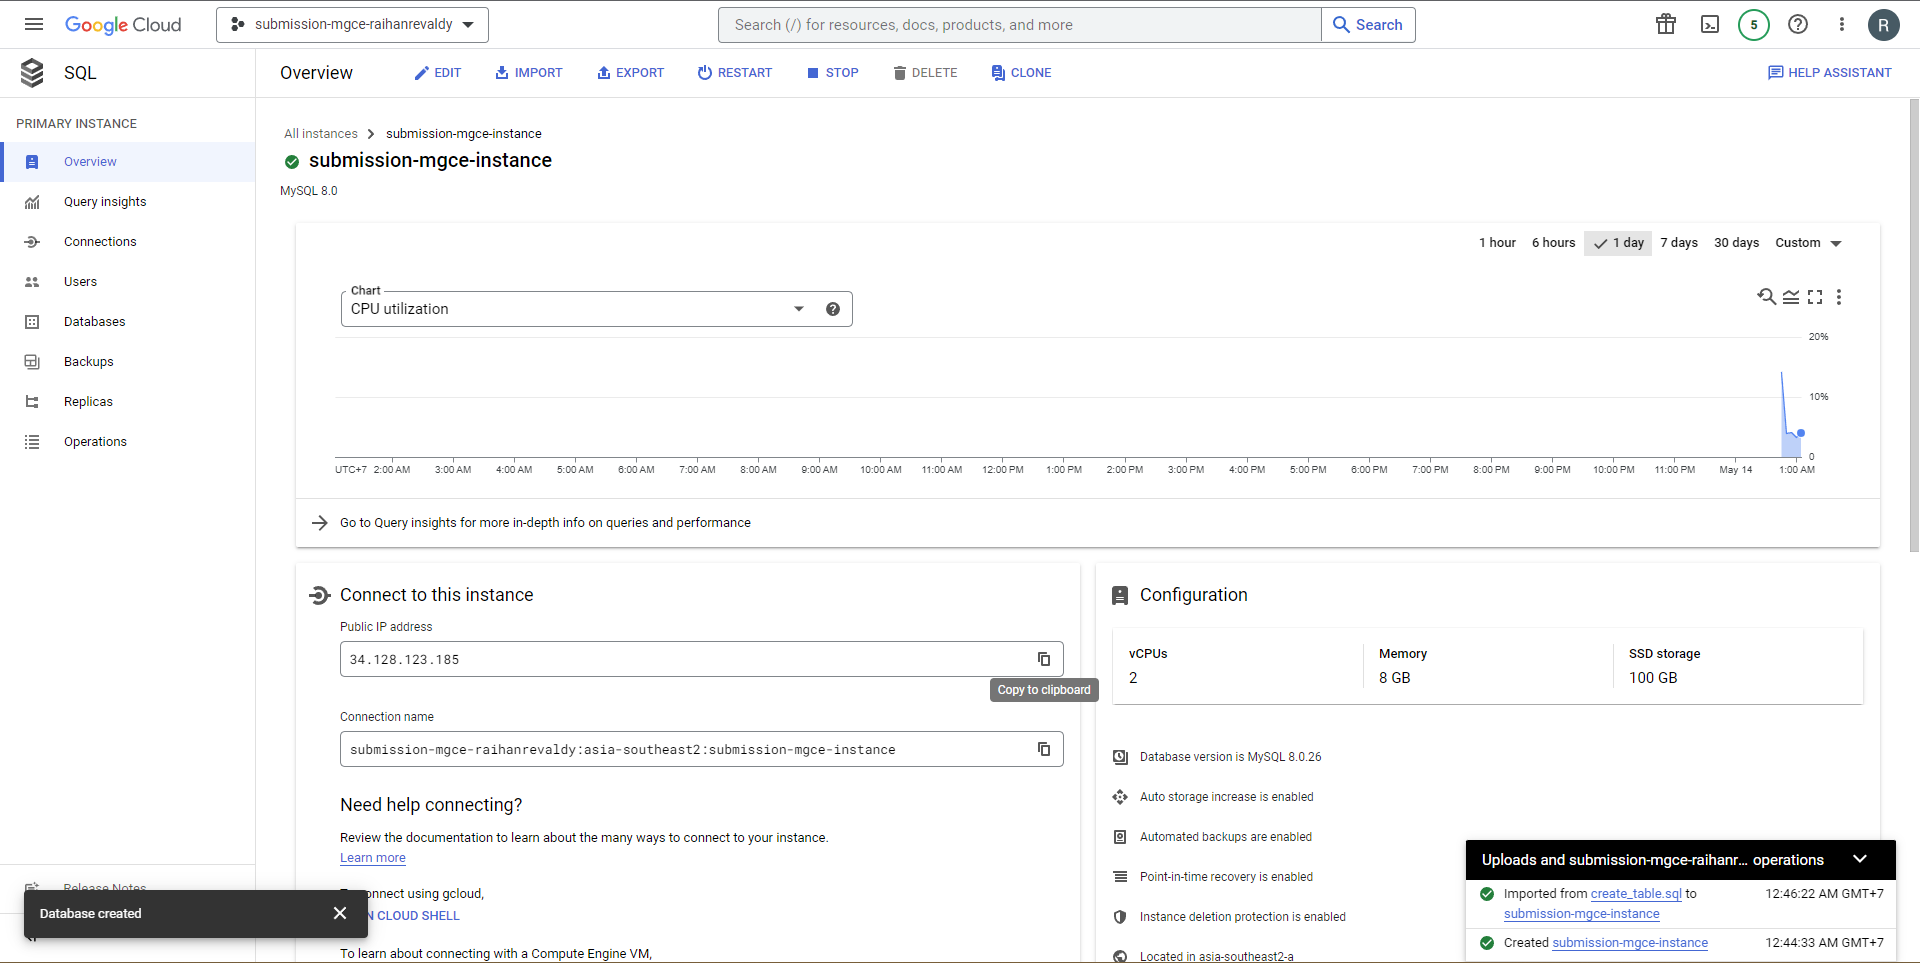 Google Cloud
submission-mgce-raihanrevaldy
Search (/) for resources, docs, products, and more
Search
5
R
SQL
Overview
EDIT
IMPORT
EXPORT
RESTART
STOP
DELETE
CLONE
HELP ASSISTANT
PRIMARY INSTANCE
Overview
Query insights
Connections
Users
Databases
Backups
Replicas
Operations
Release Notes
All instances
submission-mgce-instance
submission-mgce-instance
MySQL 8.0
1 hour 6 hours 1 day 7 days 30 days Custom
Chart
CPU utilization
20%
10%
0
UTC+7 2:00 AM 3:00 AM 4:00 AM 5:00 AM 6:00 AM 7:00 AM 8:00 AM 9:00 AM 10:00 AM 11:00 AM 12:00 PM 1:00 PM 2:00 PM 3:00 PM 4:00 PM 5:00 PM 6:00 PM 7:00 PM 8:00 PM 9:00 PM 10:00 PM 11:00 PM May 14 1:00 AM
Go to Query insights for more in-depth info on queries and performance
Connect to this instance
Public IP address
34.128.123.185
Copy to clipboard
Connection name
submission-mgce-raihanrevaldy:asia-southeast2:submission-mgce-instance
Need help connecting?
Review the documentation to learn about the many ways to connect to your instance.
Learn more
onnect using gcloud,
N CLOUD SHELL
To learn about connecting with a Compute Engine VM,
Database created
Configuration
vCPUs
2
Memory
8 GB
SSD storage
100 GB
Database version is MySQL 8.0.26
Auto storage increase is enabled
Automated backups are enabled
Point-in-time recovery is enabled
Instance deletion protection is enabled
Located in asia-southeast2-a
Uploads and submission-mgce-raihanr... operations
Imported from create_table.sql to
submission-mgce-instance
12:46:22 AM GMT+7
Created submission-mgce-instance
12:44:33 AM GMT+7